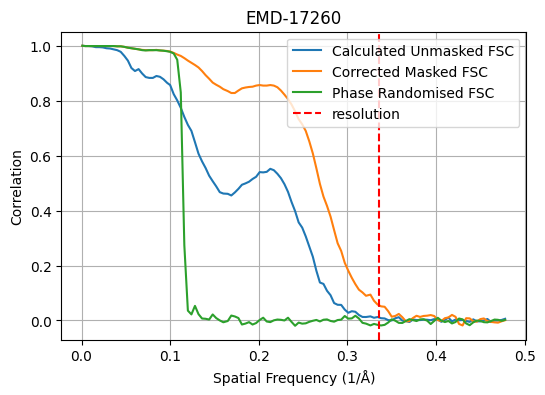 EMD-17260
Calculated Unmasked FSC
Corrected Masked FSC
Phase Randomised FSC
resolution
Correlation
1.0
0.8
0.6
0.4
0.2
0.0
0.0 0.1 0.2 0.3 0.4 0.5
Spatial Frequency (1/Å)